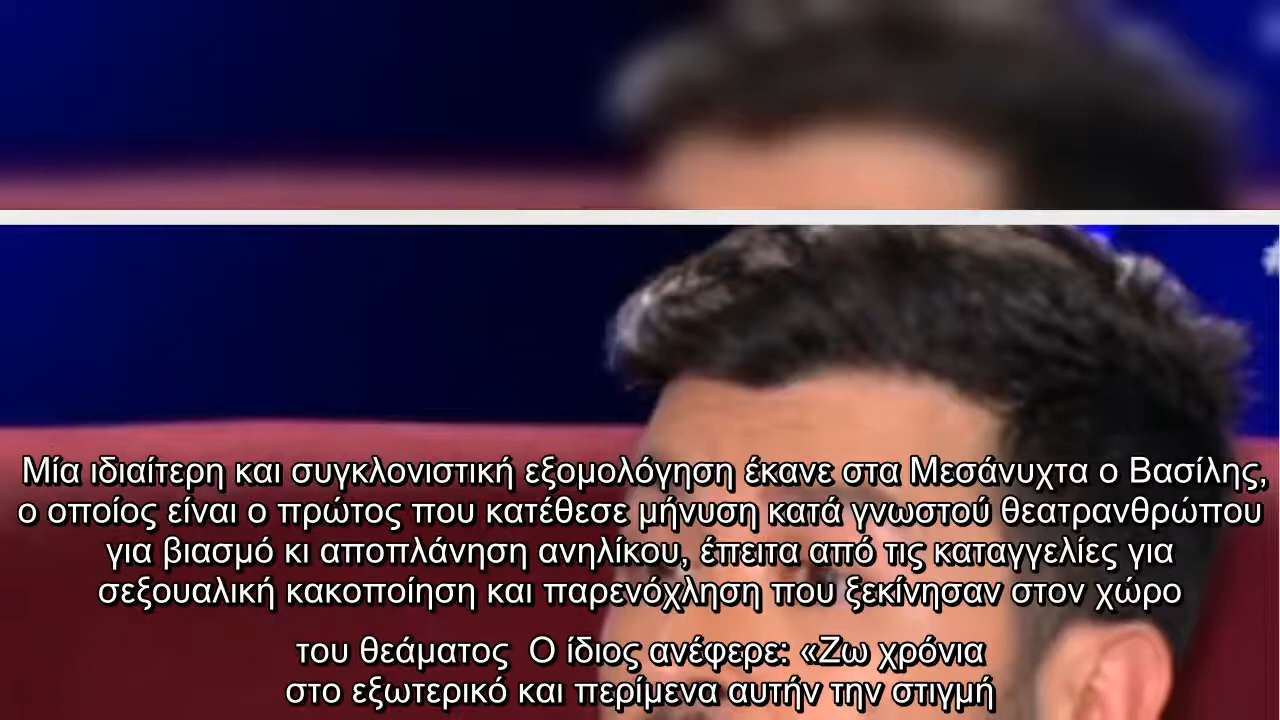 Μία ιδιαίτερη και συγκλονιστική εξομολόγηση έκανε στα Μεσάνυχτα ο Βασίλης,
ο οποίος είναι ο πρώτος που κατέθεσε μήνυση κατά γνωστού θεατρανθρώπου
για βιασμό κι αποπλάνηση ανηλίκου, έπειτα από τις καταγγελίες για
σεξουαλική κακοποίηση και παρενόχληση που ξεκίνησαν στον χώρο
του θεάματος  Ο ίδιος ανέφερε: «Ζω χρόνια
στο εξωτερικό και περίμενα αυτήν την στιγμή